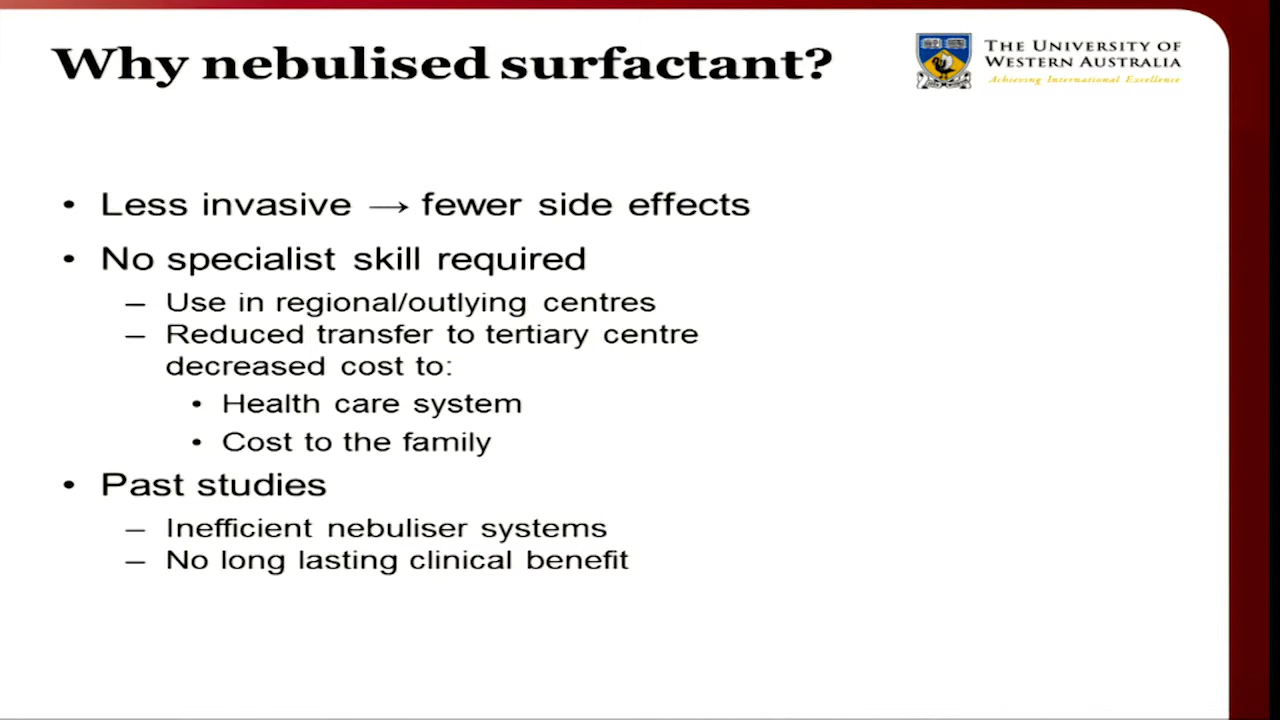 Why nebulised surfactant?
THE UNIVERSITY OF
WESTERN AUSTRALIA
Achieving International Excellence
• Less invasive → fewer side effects
• No specialist skill required
– Use in regional/outlying centres
– Reduced transfer to tertiary centre
decreased cost to:
• Health care system
• Cost to the family
• Past studies
– Inefficient nebuliser systems
– No long lasting clinical benefit